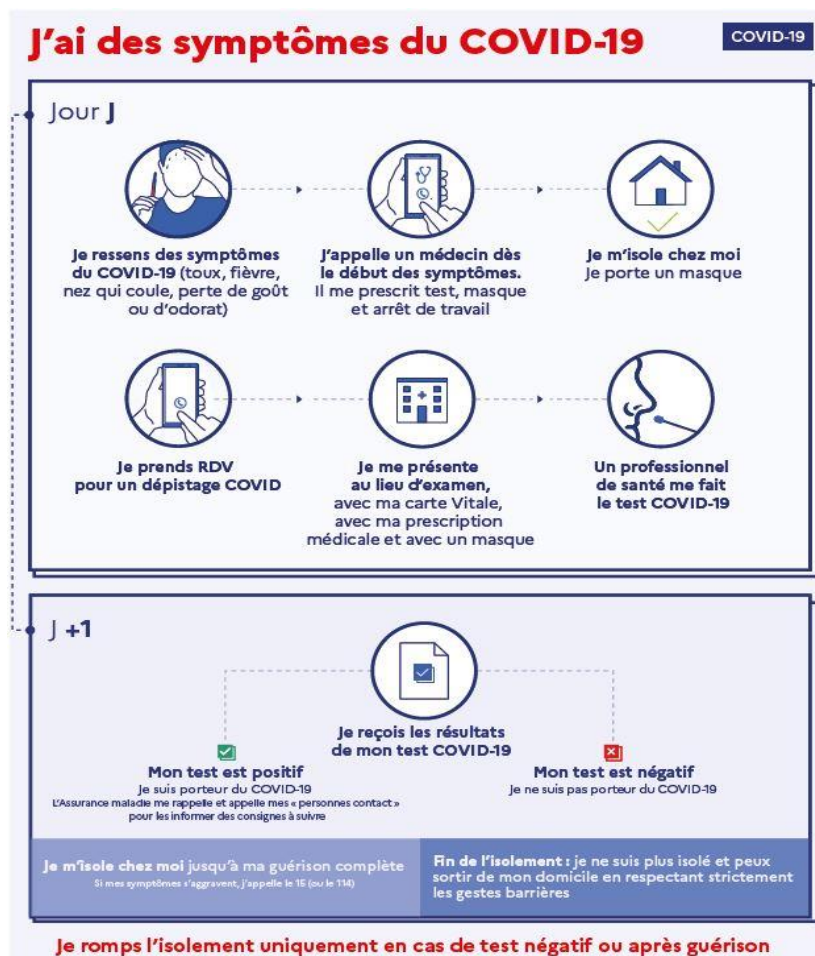 J'ai des symptômes du COVID-19
COVID-19
Jour J
Je ressens des symptômes
du COVID-19 (toux, fièvre,
nez qui coule, perte de goût
ou d'odorat)
J'appelle un médecin dès
le début des symptômes.
Il me prescrit test, masque
et arrêt de travail
Je m'isole chez moi
Je porte un masque
Je prends RDV
pour un dépistage COVID
Je me présente
au lieu d'examen,
avec ma carte Vitale,
avec ma prescription
médicale et avec un masque
Un professionnel
de santé me fait
le test COVID-19
J +1
Je reçois les résultats
de mon test COVID-19
Mon test est positif
Je suis porteur du COVID-19
L'Assurance maladie me rappelle et appelle mes « personnes contact »
pour les informer des consignes à suivre
Mon test est négatif
Je ne suis pas porteur du COVID-19
Je m'isole chez moi jusqu'à ma guérison complète
Si mes symptômes s'aggravent, j'appelle le 15 (ou le 114)
Fin de l'isolement : je ne suis plus isolé et peux
sortir de mon domicile en respectant strictement
les gestes barrières
Je romps l'isolement uniquement en cas de test négatif ou après guérison